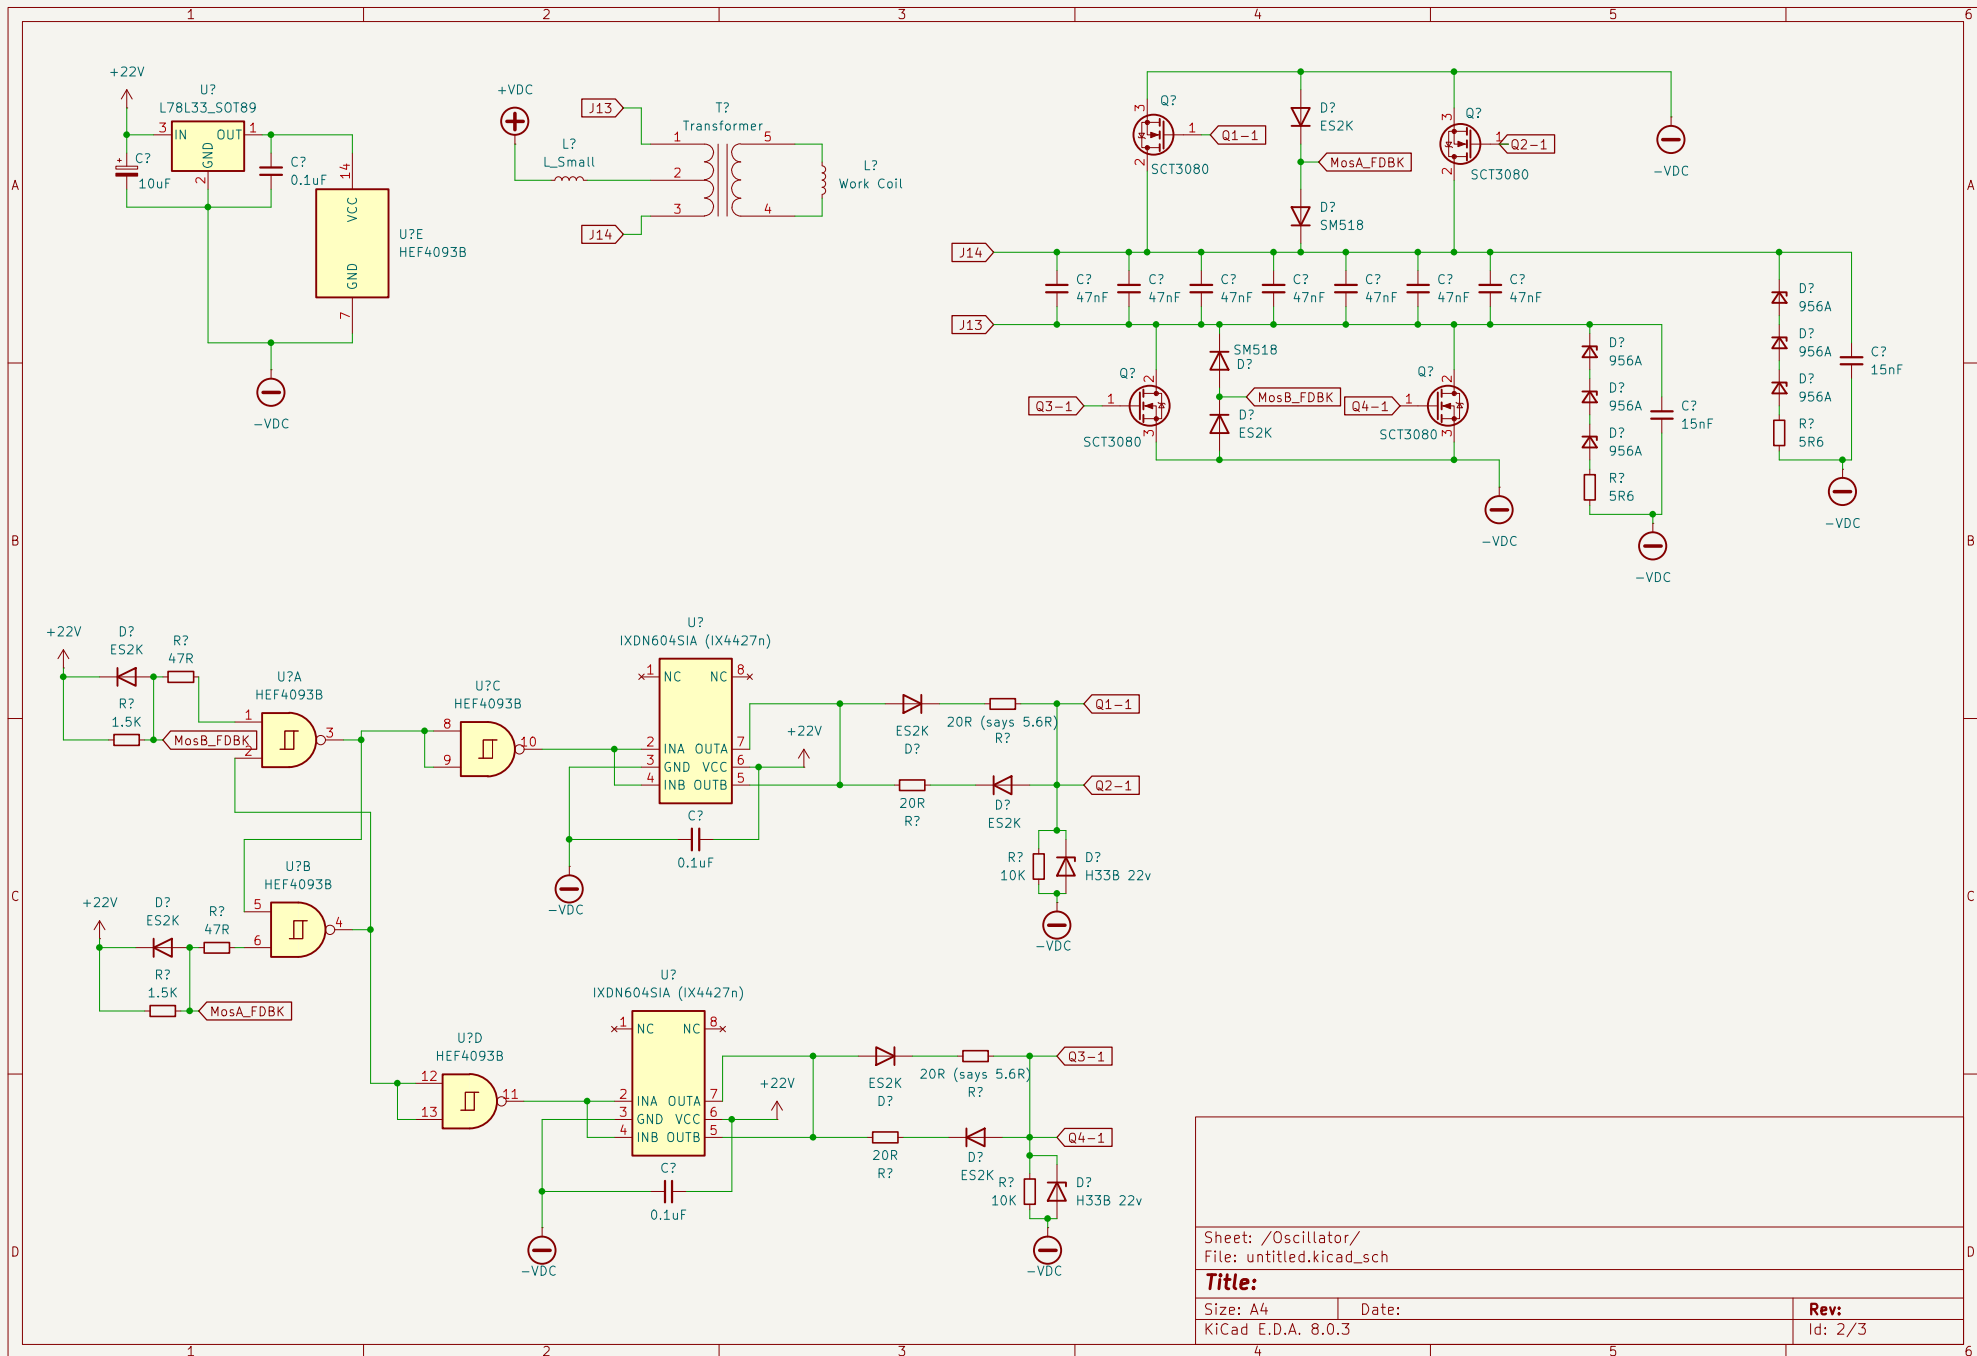 1 2 3 4 5 6
A
B
C
D
+22V
U?
L78L33_SOT89
3 IN OUT 1
GND
2
C?
10uF
C?
0.1uF
14
VCC
GND
7
U?E
HEF4093B
-VDC
+VDC
L?
L_Small
J13
J14
T?
Transformer
1 5
2
3 4
L?
Work Coil
3
Q?
1
Q1-1
2
SCT3080
D?
ES2K
MosA_FDBK
D?
SM518
3
Q?
1
Q2-1
2
SCT3080
-VDC
J14
C? C? C? C? C? C? C?
47nF 47nF 47nF 47nF 47nF 47nF 47nF
J13
Q?
2
Q3-1
1
3
SCT3080
SM518
D?
MosB_FDBK
D?
ES2K
Q?
2
Q4-1
1
3
SCT3080
-VDC
D?
956A
D?
956A
D?
956A
R?
5R6
C?
15nF
-VDC
D?
956A
D?
956A
D?
956A
R?
5R6
C?
15nF
-VDC
+22V
D?
ES2K
R?
47R
R?
1.5K
MosB_FDBK
U?A
HEF4093B
1
2
3
U?C
HEF4093B
8
9
10
U?
IXDN604SIA (IX4427n)
1 NC NC 8
2 INA OUTA 7
3 GND VCC 6
4 INB OUTB 5
C?
0.1uF
-VDC
+22V
ES2K
D?
20R (says 5.6R)
R?
Q1-1
20R
R?
D?
ES2K
Q2-1
R?
10K
D?
H33B 22v
-VDC
+22V
D?
ES2K
R?
47R
R?
1.5K
MosA_FDBK
U?B
HEF4093B
5
6
4
U?D
HEF4093B
12
13
11
U?
IXDN604SIA (IX4427n)
1 NC NC 8
2 INA OUTA 7
3 GND VCC 6
4 INB OUTB 5
C?
0.1uF
-VDC
+22V
ES2K
D?
20R (says 5.6R)
R?
Q3-1
20R
R?
D?
ES2K
Q4-1
R?
10K
D?
H33B 22v
-VDC
Sheet: /Oscillator/
File: untitled.kicad_sch
Title:
Size: A4 Date: Rev:
KiCad E.D.A. 8.0.3 Id: 2/3
A
B
C
D
1 2 3 4 5 6